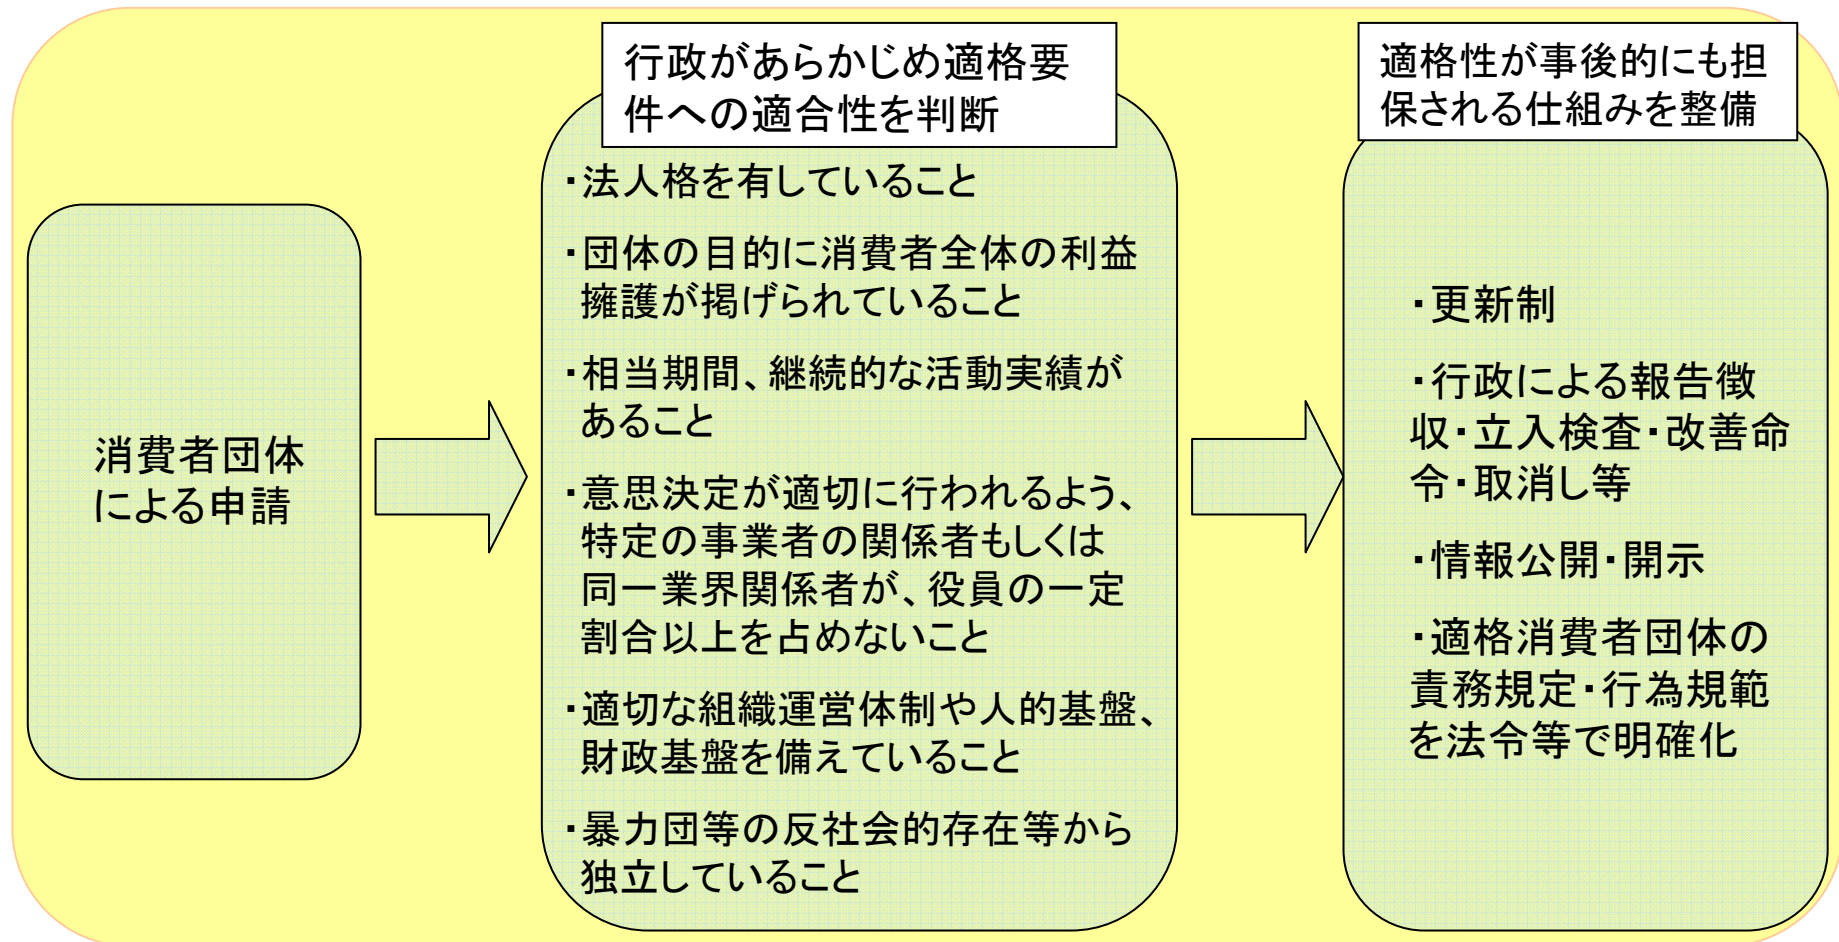 消費者団体
による申請
行政があらかじめ適格要
件への適合性を判断
・法人格を有していること
・団体の目的に消費者全体の利益
擁護が掲げられていること
・相当期間、継続的な活動実績が
あること
・意思決定が適切に行われるよう、
特定の事業者の関係者もしくは
同一業界関係者が、役員の一定
割合以上を占めないこと
・適切な組織運営体制や人的基盤、
財政基盤を備えていること
・暴力団等の反社会的存在等から
独立していること
適格性が事後的にも担
保される仕組みを整備
・更新制
・行政による報告徴
収・立入検査・改善命
令・取消し等
・情報公開・開示
・適格消費者団体の
責務規定・行為規範
を法令等で明確化